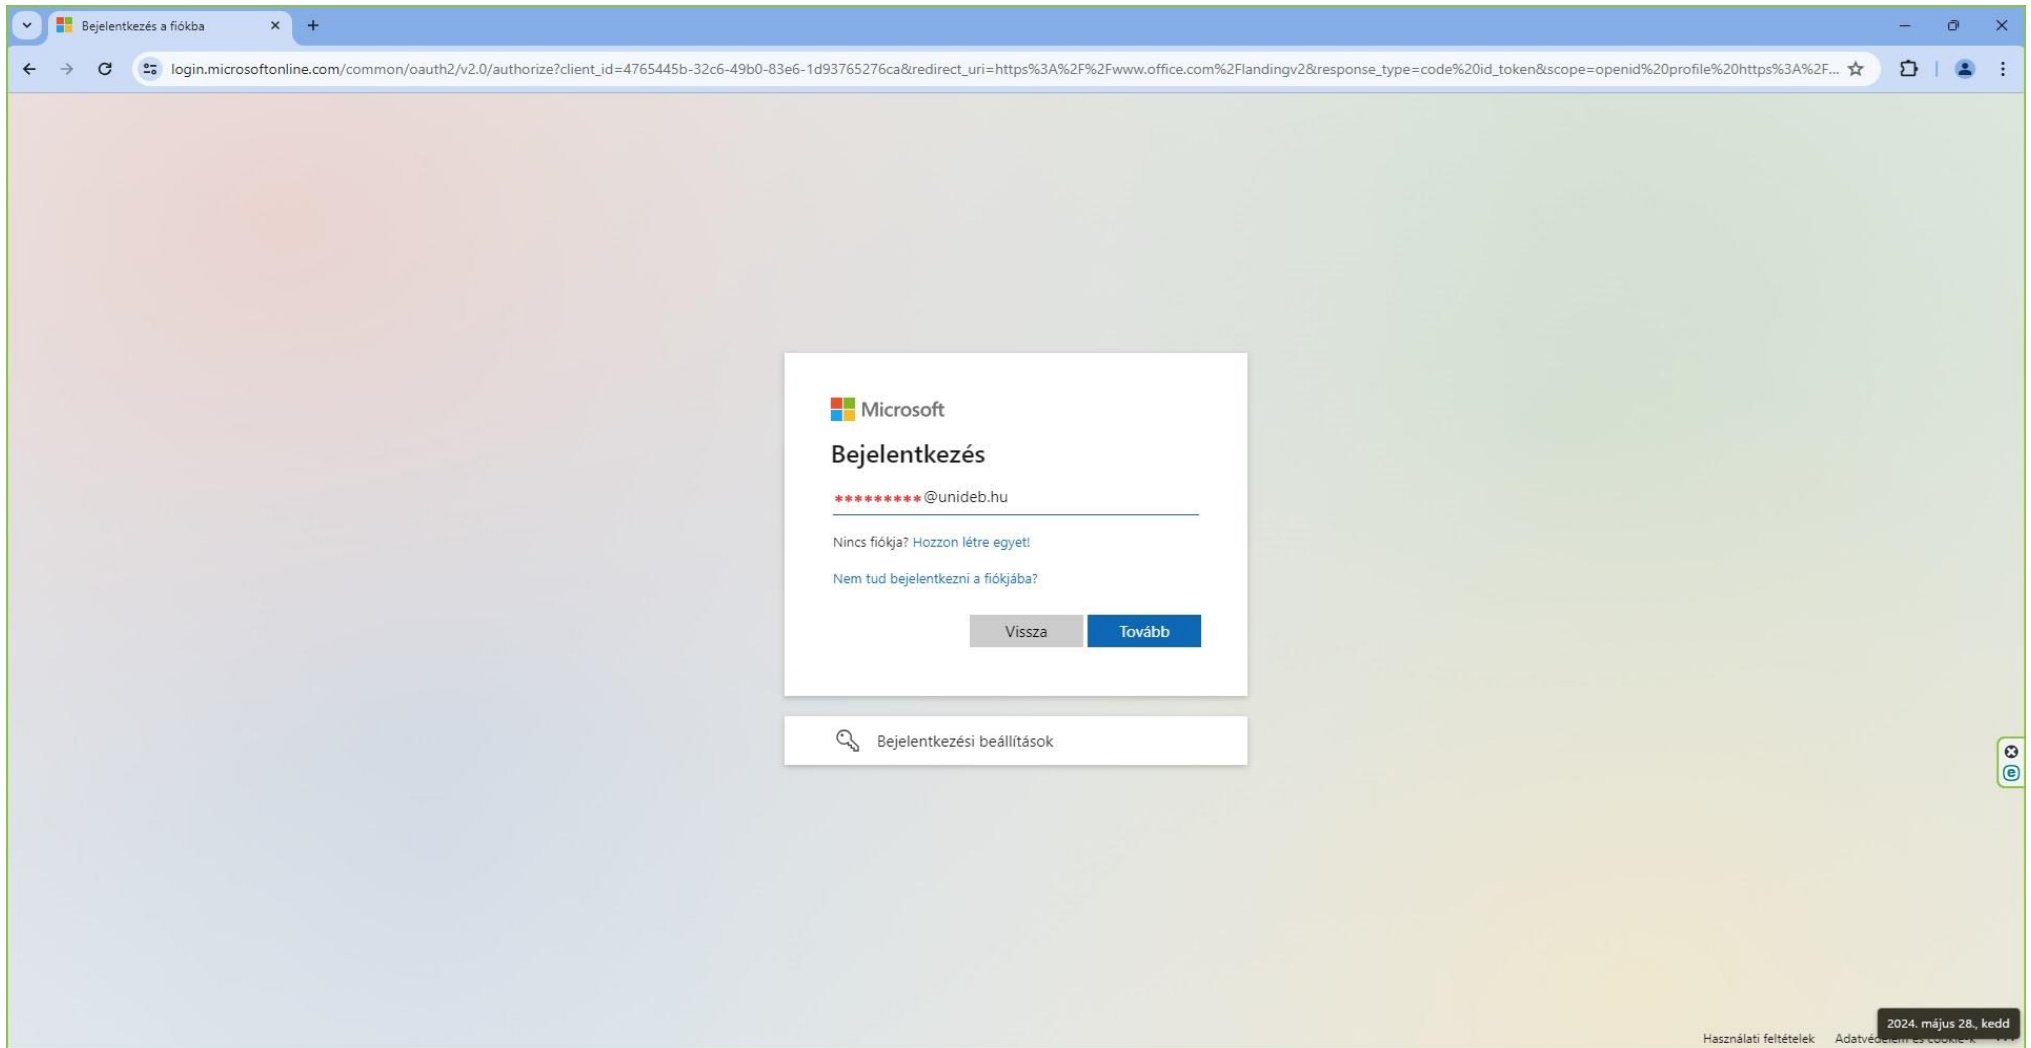 Bejelentkezés a fiókba
login.microsoftonline.com/common/oauth2/v2.0/authorize?client_id=4765445b-32c6-49b0-83e6-1d93765276ca&redirect_uri=https%3A%2F%2Fwww.office.com%2Flandingv2&response_type=code%20id_token&scope=openid%20profile%20https%3A%2F...
Microsoft
Bejelentkezés
*********@unideb.hu
Nincs fiókja? Hozzon létre egyet!
Nem tud bejelentkezni a fiókjába?
Vissza Tovább
Bejelentkezési beállítások
2024. május 28., kedd
Használati feltételek